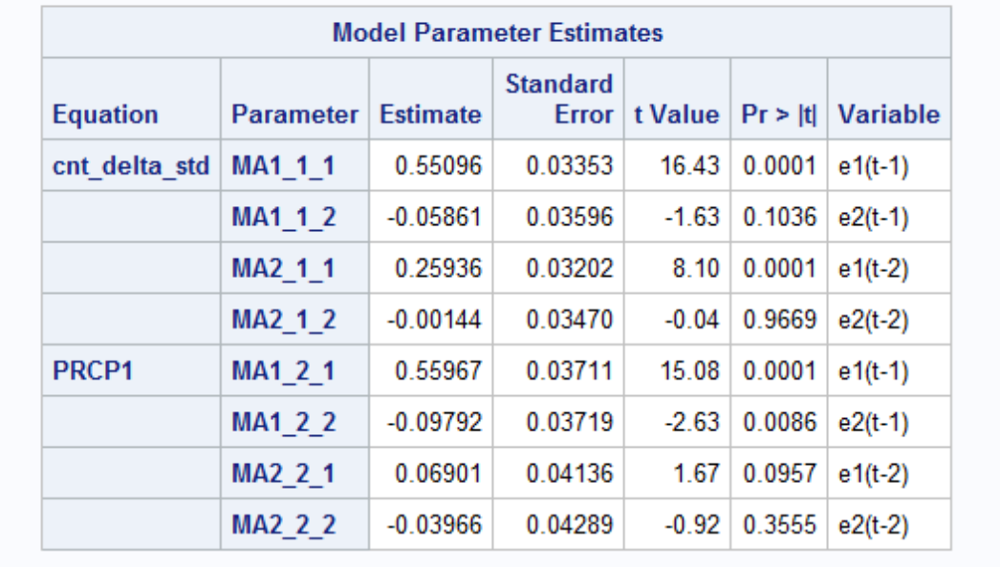 Model Parameter Estimates
Equation Parameter Estimate Standard Error t Value Pr > |t| Variable
cnt_delta_std MA1_1_1 0.55096 0.03353 16.43 0.0001 e1(t-1)
MA1_1_2 -0.05861 0.03596 -1.63 0.1036 e2(t-1)
MA2_1_1 0.25936 0.03202 8.10 0.0001 e1(t-2)
MA2_1_2 -0.00144 0.03470 -0.04 0.9669 e2(t-2)
PRCP1 MA1_2_1 0.55967 0.03711 15.08 0.0001 e1(t-1)
MA1_2_2 -0.09792 0.03719 -2.63 0.0086 e2(t-1)
MA2_2_1 0.06901 0.04136 1.67 0.0957 e1(t-2)
MA2_2_2 -0.03966 0.04289 -0.92 0.3555 e2(t-2)